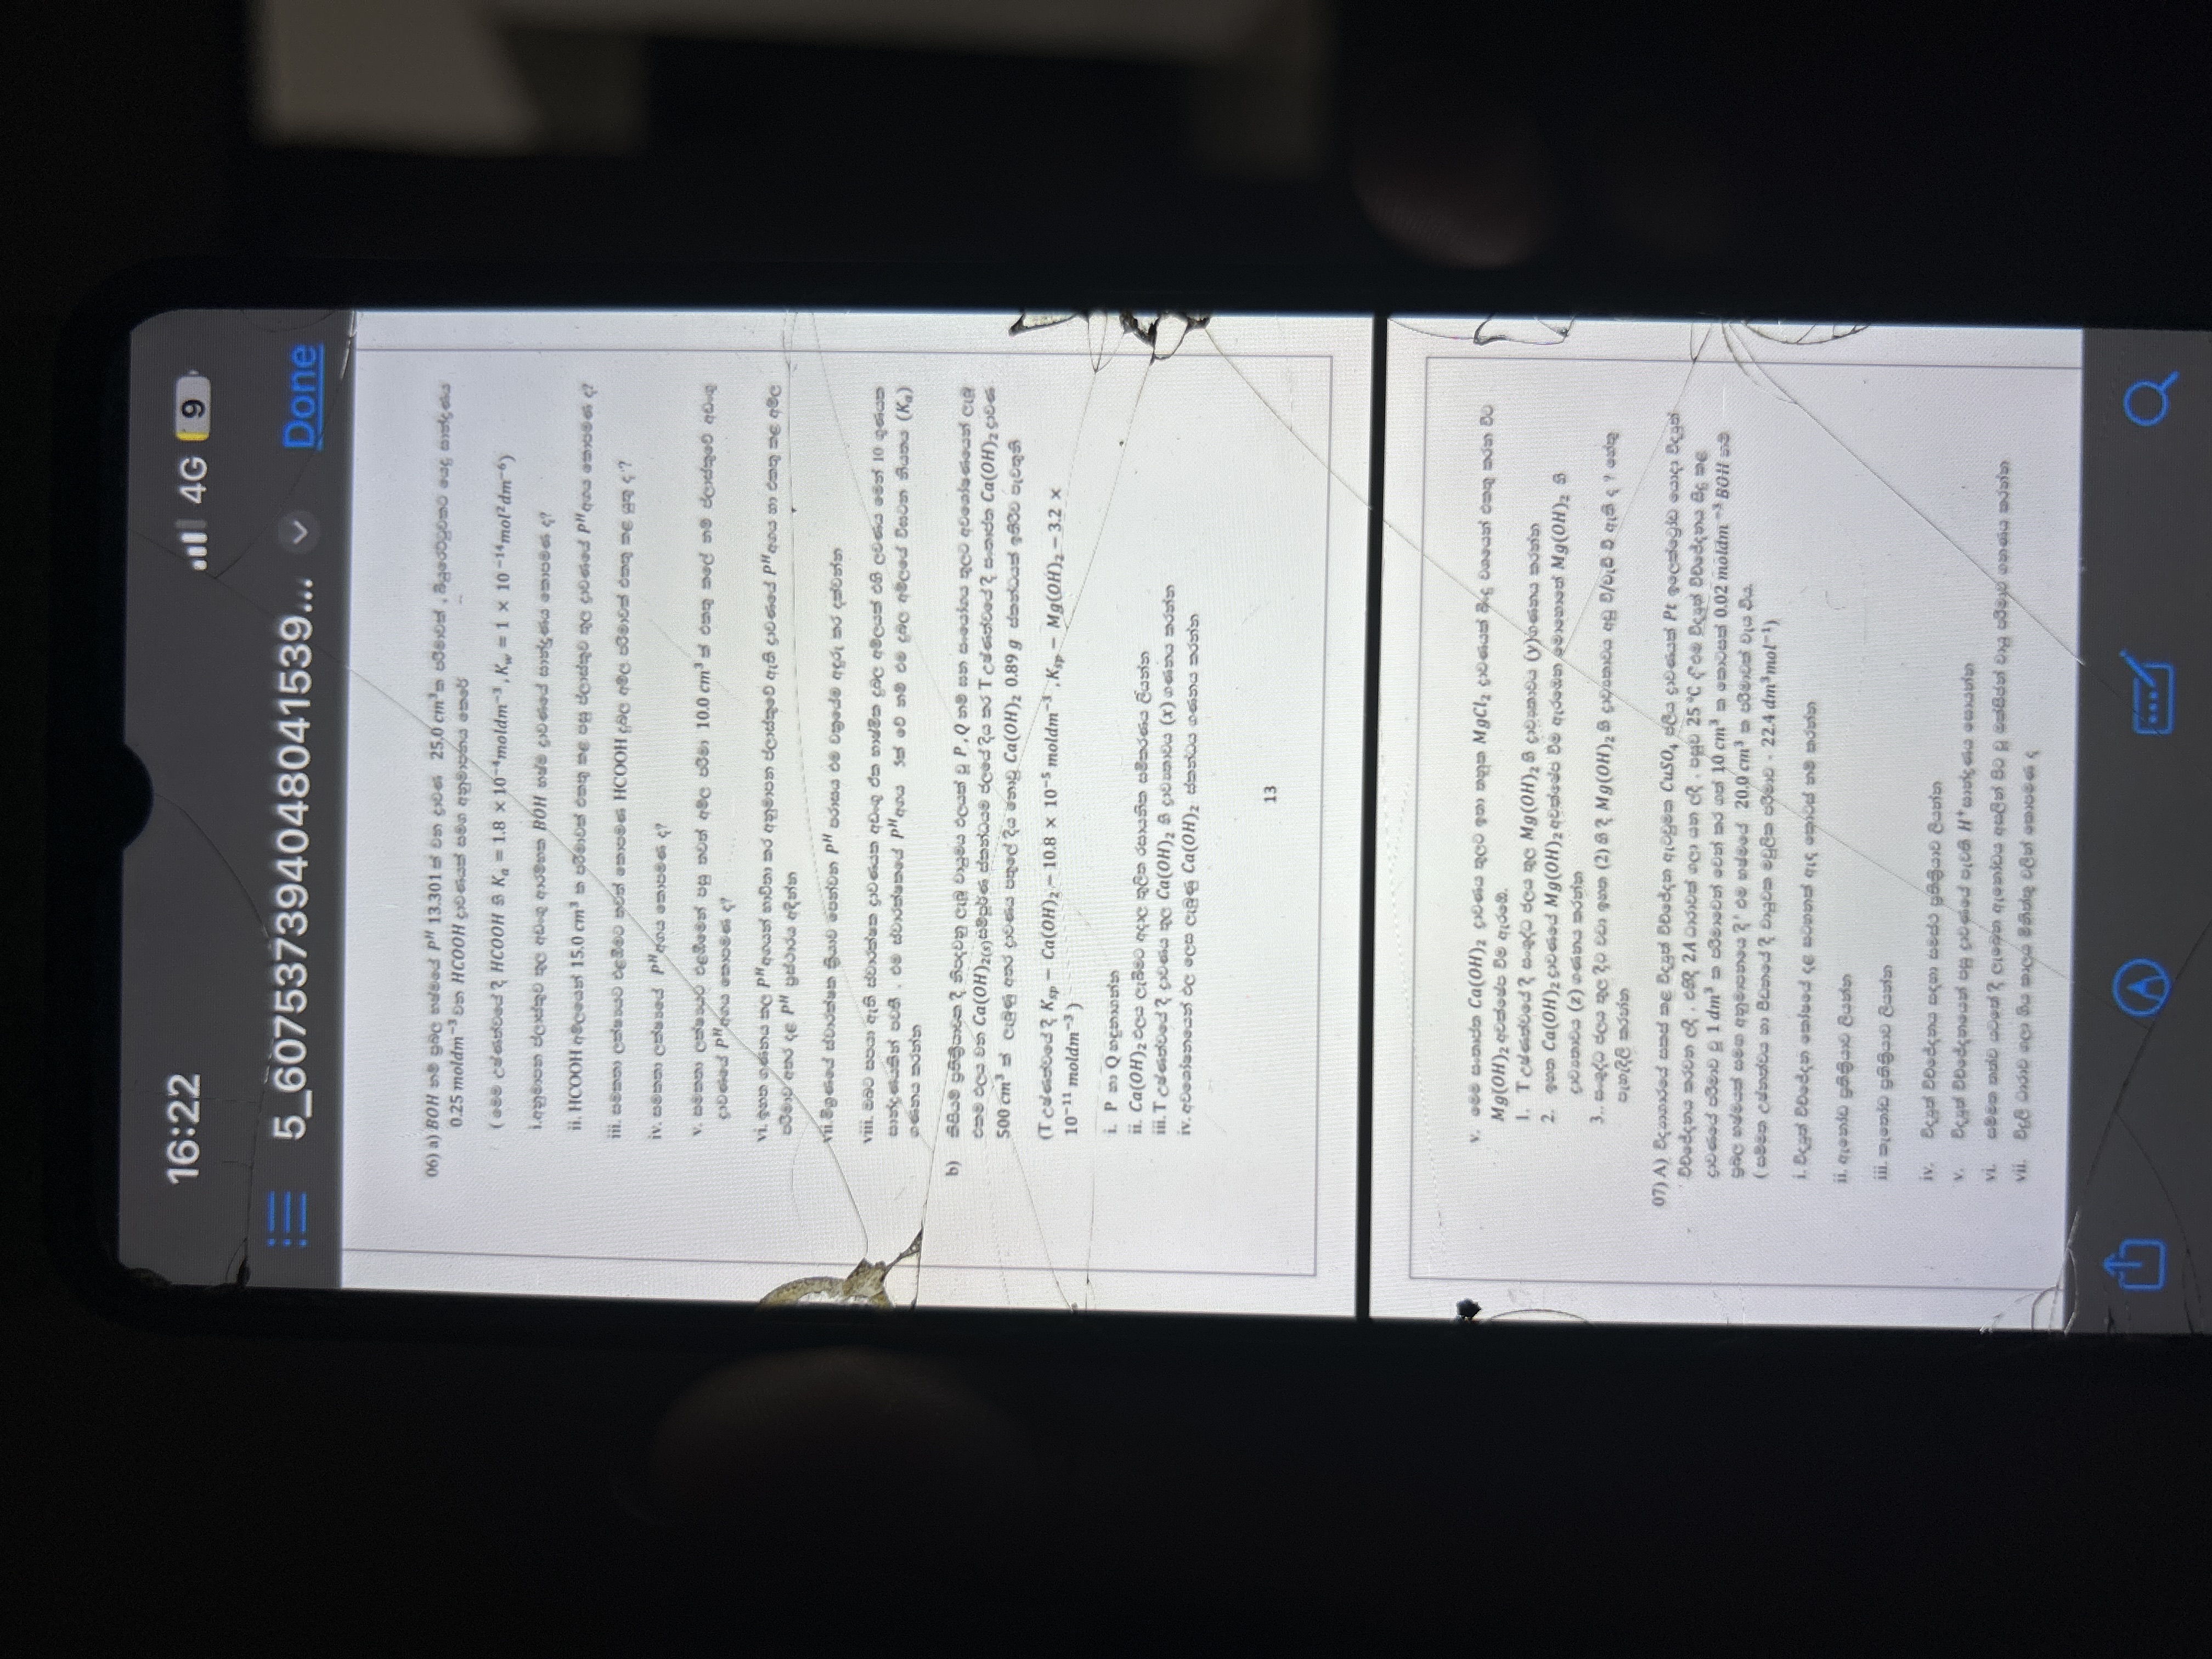 16:22
4G 9
5_607537394048041539...
Done
06) a) BOH නම් ප්‍රබල භෂ්මයේ P^H 13.301 ක් වන ද්‍රාවණ 25.0 cm³ක පරිමාවක් , බියුරෙට්ටුවකට යෙදූ සාන්ද්‍රණය
0.25 moldm⁻³ වන HCOOH ද්‍රාවණයක් සමග අනුමාපනය කෙරේ
( මෙම උෂ්ණත්වයේ දී HCOOH හි Kₐ = 1.8 × 10⁻⁴moldm⁻³ , K_w = 1 × 10⁻¹⁴mol²dm⁻⁶)
i.අනුමාපන ප්ලාස්කුව තුල අඩංගු ආරම්භක BOH භෂ්ම ද්‍රාවණයේ සාන්ද්‍රණය කොපමණ ද?
ii. HCOOH අම්ලයෙන් 15.0 cm³ ක පරිමාවක් එකතු කළ පසු ප්ලාස්කුව තුල ද්‍රාවණයේ P^H අගය කොපමණ ද?
iii. සමකතා ලක්ෂ්‍යයට එළඹීමට තවත් කොපමණ HCOOH දුබල අම්ල පරිමාවක් එකතු කළ යුතු ද ?
iv. සමකතා ලක්ෂ්‍යයේ P^H අගය කොපමණ ද?
v. සමකතා ලක්ෂ්‍යයට එළඹීමෙන් පසු තවත් අම්ල පරිමා 10.0 cm³ ක් එකතු කලේ නම් ප්ලාස්කුවේ අඩංගු
ද්‍රාවණයේ P^H අගය කොපමණ ද?
vi. ඉහත ගණනය කල P^H අගයන් භාවිතා කර අනුමාපන ප්ලාස්කුවේ ඇති ද්‍රාවණයේ P^H අගය හා එකතු කළ අම්ල
පරිමාව අතර දළ P^H ප්‍රස්ථාරය අඳින්න
vii.මිශ්‍රණයේ ස්වාරක්ෂක ක්‍රියාව පෙන්වන P^H පරාසය එම වක්‍රයේම අඳුරු කර දක්වන්න
viii. ඔබට සපයා ඇති ස්වාරක්ෂක ද්‍රාවණයක අඩංගු ඒක භාෂ්මික දුබල අම්ලයක් එහි ලවණය මෙන් 10 ගුණයක
සාන්ද්‍රණයකින් පවතී . එම ස්වාරක්ෂකයේ P^H අගය 5ක් වේ නම් එම දුබල අම්ලයේ විඝටන නියතය (Kₐ)
ගණනය කරන්න
b) කිසියම් ප්‍රතික්‍රියාවක දී නිපදවනු ලැබූ වායුමය ඵලයක් වූ P , Q නම් ඝන සංයෝගය තුලට අවශෝෂණයෙන් ලැබු
එකම ඵලය වන Ca(OH)₂₍ₛ₎සම්පූර්ණ ස්කන්ධයම ජලයේ දිය කර T උෂ්ණත්වයේ දී සංතෘප්ත Ca(OH)₂ ද්‍රාවණ
500 cm³ ක් ලැබුණු අතර ද්‍රාවණය පතුලේ දිය නොවූ Ca(OH)₂ 0.89 g ස්කන්ධයක් ඉතිරිව පැවතුනි
(T උෂ්ණත්වයේ දී K_sp − Ca(OH)₂ − 10.8 × 10⁻⁵ moldm⁻³ , K_sp − Mg(OH)₂ − 3.2 ×
10⁻¹¹ moldm⁻³ )
i. P හා Q හඳුනාගන්න
ii. Ca(OH)₂ ඵලය ලැබීමට අදාල තුලිත රසායනික සමීකරණය ලියන්න
iii. T උෂ්ණත්වයේ දී ද්‍රාවණය තුල Ca(OH)₂ හි ද්‍රාව්‍යතාවය (x) ගණනය කරන්න
iv. අවශෝෂනයෙන් ඵල ලෙස ලැබුණු Ca(OH)₂ ස්කන්ධය ගණනය කරන්න
13
v. මෙම සංතෘප්ත Ca(OH)₂ ද්‍රාවණය තුලට ඉතා තනුක MgCl₂ ද්‍රාවණයක් බිංදු වශයෙන් එකතු කරන විට
Mg(OH)₂ අවක්ෂේප වීම ඇරඹේ.
1. T උෂ්ණත්වයේ දී සංශුද්ධ ජලය තුල Mg(OH)₂ හි ද්‍රාව්‍යතාවය (y)ගණනය කරන්න
2. ඉහත Ca(OH)₂ ද්‍රාවණයේ Mg(OH)₂ අවක්ෂේප වීම ඇරඹෙන මොහොතේ Mg(OH)₂ හි
ද්‍රාව්‍යතාවය (z) ගණනය කරන්න
3.. සංශුද්ධ ජලය තුල දීට වඩා ඉහත (2) හි දී Mg(OH)₂ හි ද්‍රාව්‍යතාවය අඩු වී/වැඩි වී ඇති ද ? හේතු
පැහැදිලි කරන්න
07) A) විද්‍යාගාරයේ සකස් කළ විද්‍යුත් විච්ඡේදන ඇටවුමක CuSO₄ ජලීය ද්‍රාවණයක් Pt ඉලෙක්ට්‍රෝඩ යොදා විද්‍යුත්
විච්ඡේදනය කරවන ලදී . එහිදී 2A ධාරාවක් ගලා යන ලදී . පසුව 25 °C දී එම විද්‍යුත් විච්ඡේදනය සිදු කළ
ද්‍රාවණයේ පරිමාව වූ 1 dm³ ක පරිමාවෙන් වෙන් කර ගත් 10 cm³ ක කොටසක් 0.02 moldm⁻³ BOH නම්
ප්‍රබල භෂ්මයක් සමග අනුමාපනයෙ දී ' එම භෂ්මයේ 20.0 cm³ ක පරිමාවක් වැය විය.
( සම්මත උෂ්නත්වය හා පීඩනයේ දී වායුවක මවුලික පරිමාව - 22.4 dm³mol⁻¹)
i. විද්‍යුත් විච්ඡේදන කෝෂයේ දළ සටහනක් ඇඳ කොටස් නම් කරන්න
ii. ඇනෝඩ ප්‍රතික්‍රියාව ලියන්න
iii. කැතෝඩ ප්‍රතික්‍රියාව ලියන්න
iv. විද්‍යුත් විච්ඡේදනය සඳහා සමස්ථ ප්‍රතික්‍රියාව ලියන්න
v. විද්‍යුත් විච්ඡේදනයෙන් පසු ද්‍රාවණයේ පැවති H⁺ සාන්ද්‍රණය සොයන්න
vi. සම්මත තත්ව යටතේ දී ලැබෙන ඇනෝඩය අසලින් පිට වූ ඔක්සිජන් වායු පරිමාව ගනණය කරන්න
vii. විදුලි ධාරාව ගලා ගිය කාලය මිනිත්තු වලින් කොපමණ ද